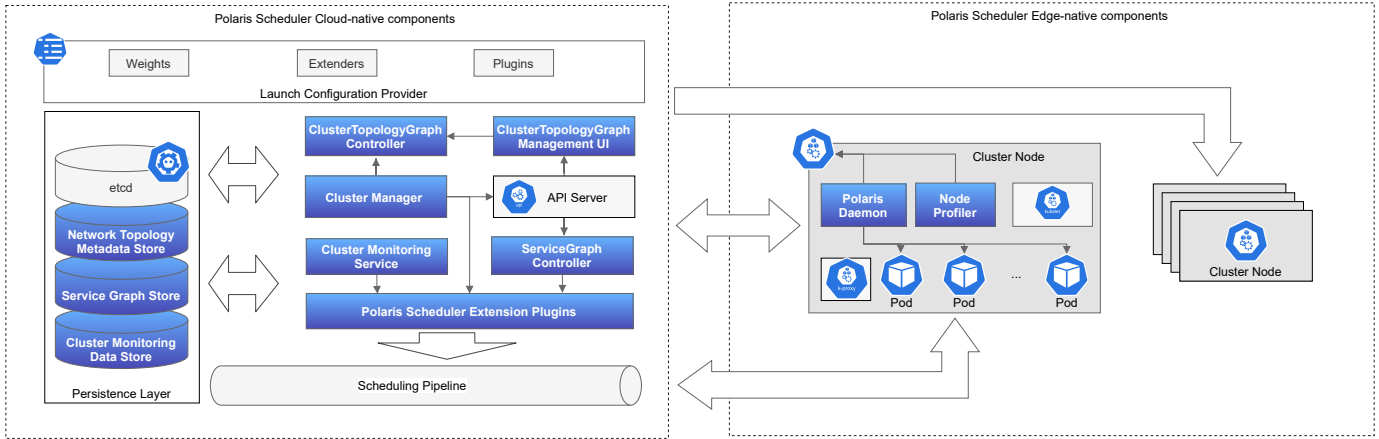 Polaris Scheduler Cloud-native components
Weights
Extenders
Plugins
Launch Configuration Provider
etcd
Network Topology
Metadata Store
Service Graph Store
Cluster Monitoring
Data Store
Persistence Layer
ClusterTopologyGraph
Controller
ClusterTopologyGraph
Management UI
Cluster Manager
api
API Server
Cluster Monitoring
Service
ServiceGraph
Controller
Polaris Scheduler Extension Plugins
Scheduling Pipeline
Polaris Scheduler Edge-native components
Cluster Node
Polaris
Daemon
Node
Profiler
kubelet
k-proxy
Pod
Pod
...
Pod
Cluster Node